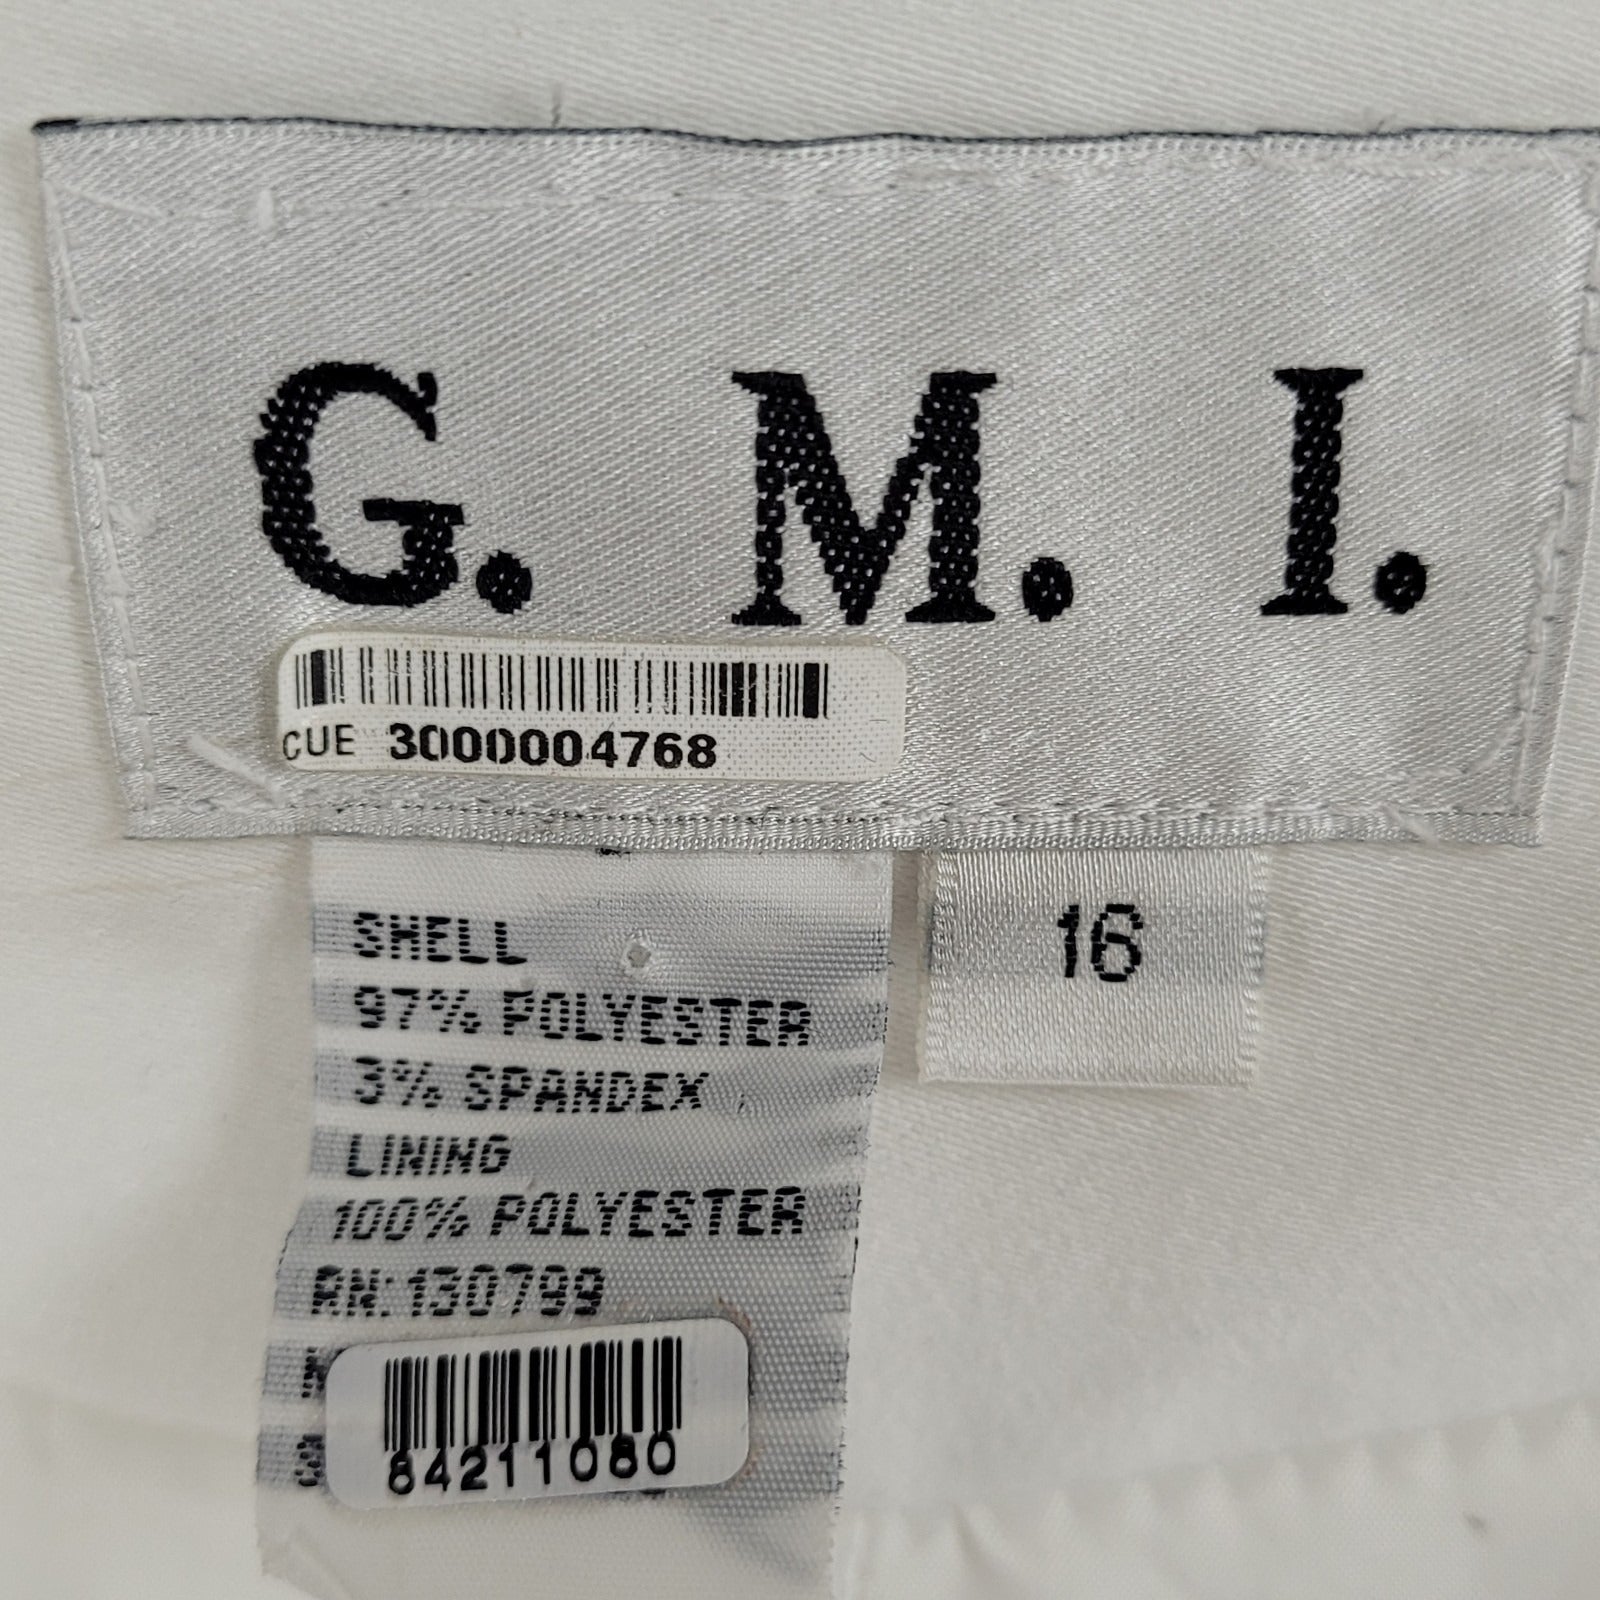 G. M. I.
CUE 3000004768
16
SHELL
97% POLYESTER
3% SPANDEX
LINING
100% POLYESTER
RN:130799
84211080